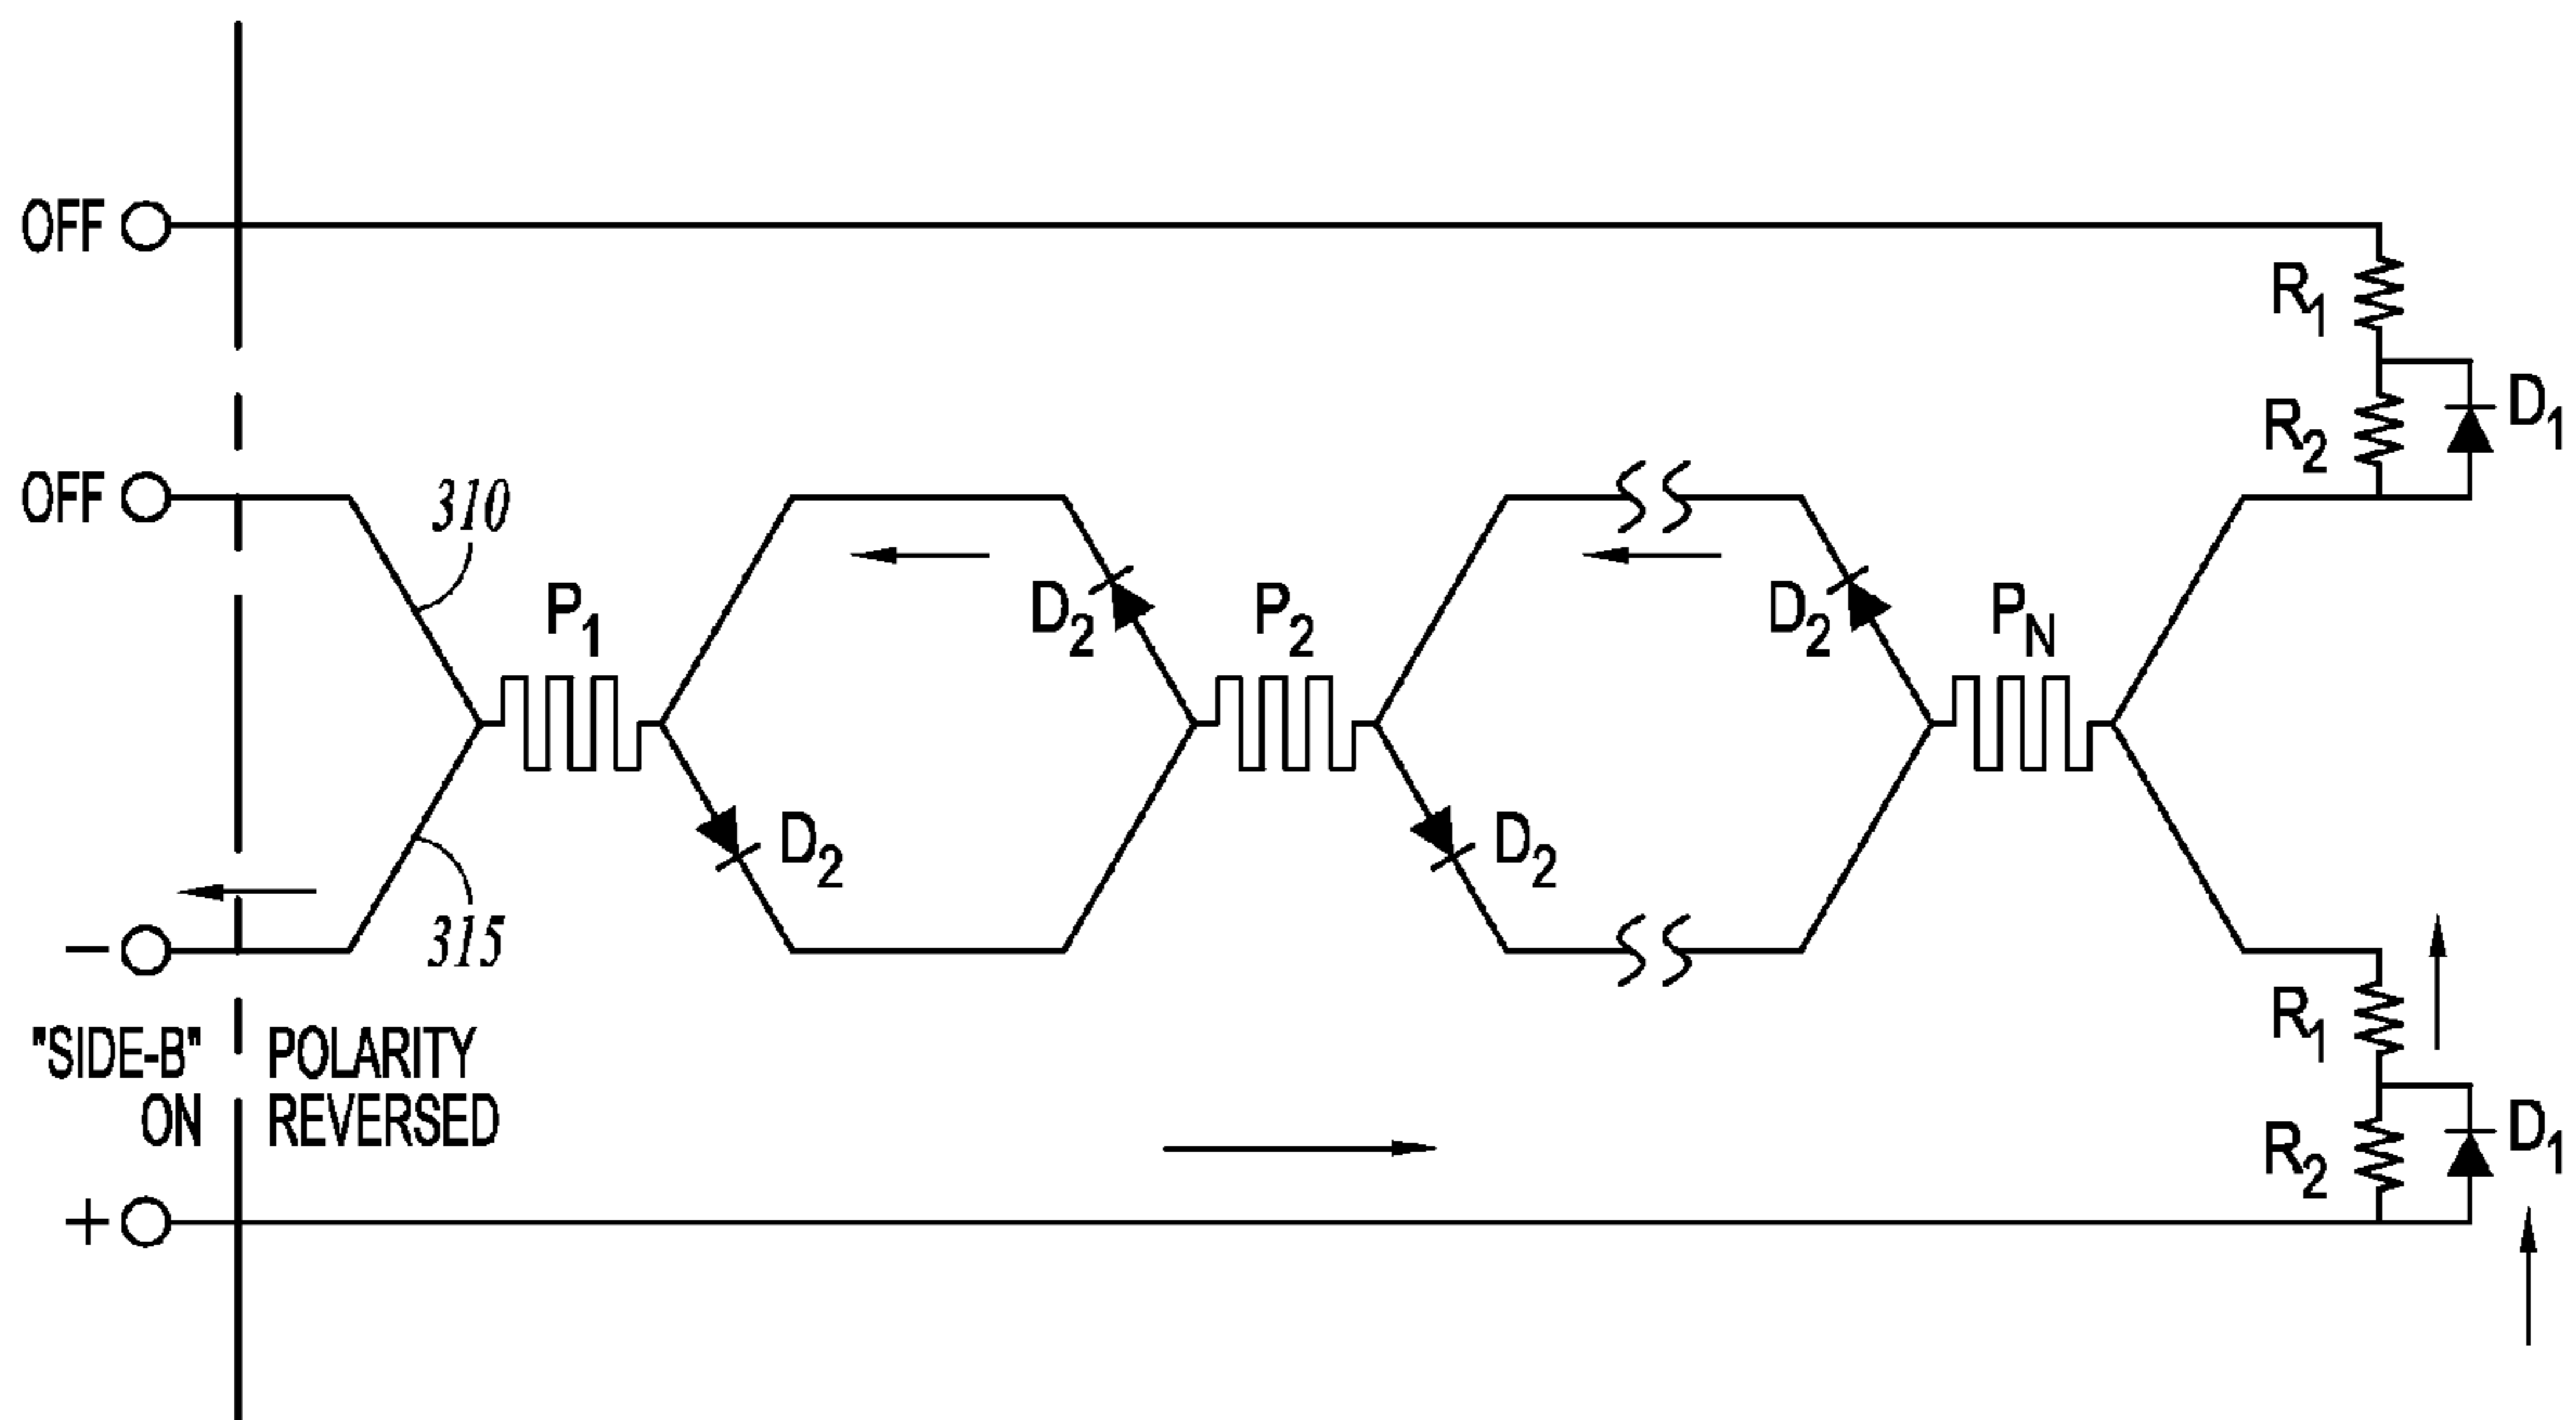 OFF
R1
D1
R2
OFF
310
P1
D2
P2
D2
PN
D2
D2
315
−
"SIDE-B" POLARITY
ON REVERSED
R1
D1
R2
+